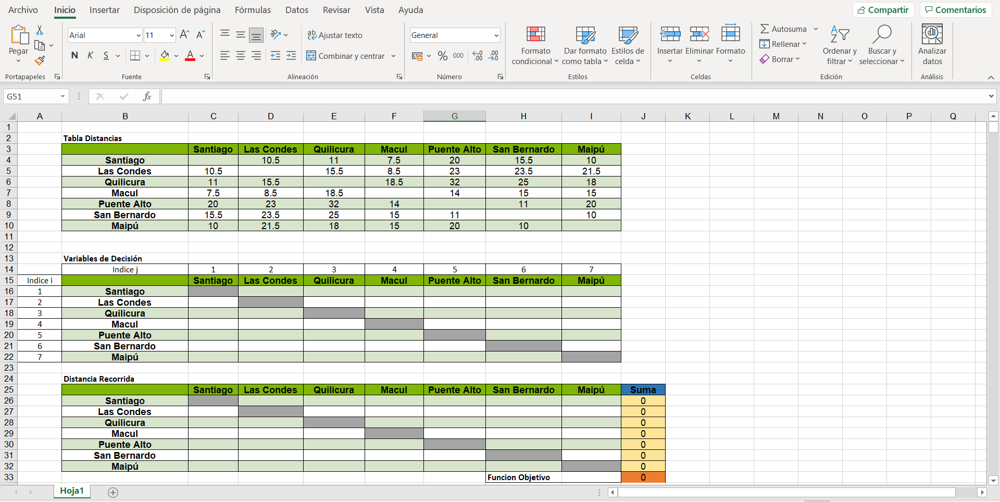 Archivo Inicio Insertar Disposición de página Fórmulas Datos Revisar Vista Ayuda Compartir Comentarios
Pegar
Portapapeles
Arial 11
N K S
Fuente
Ajustar texto
Combinar y centrar
Alineación
General
% 000
Número
Formato condicional
Dar formato como tabla
Estilos de celda
Estilos
Insertar Eliminar Formato
Celdas
Autosuma
Rellenar
Borrar
Ordenar y filtrar
Buscar y seleccionar
Edición
Analizar datos
Análisis
G51 fx
A B C D E F G H I J K L M N O P Q
1
2 Tabla Distancias
3 Santiago Las Condes Quilicura Macul Puente Alto San Bernardo Maipú
4 Santiago 10.5 11 7.5 20 15.5 10
5 Las Condes 10.5 15.5 8.5 23 23.5 21.5
6 Quilicura 11 15.5 18.5 32 25 18
7 Macul 7.5 8.5 18.5 14 15 15
8 Puente Alto 20 23 32 14 11 20
9 San Bernardo 15.5 23.5 25 15 11 10
10 Maipú 10 21.5 18 15 20 10
11
12
13 Variables de Decisión
14 Indice j 1 2 3 4 5 6 7
15 Indice i Santiago Las Condes Quilicura Macul Puente Alto San Bernardo Maipú
16 1 Santiago
17 2 Las Condes
18 3 Quilicura
19 4 Macul
20 5 Puente Alto
21 6 San Bernardo
22 7 Maipú
23
24 Distancia Recorrida
25 Santiago Las Condes Quilicura Macul Puente Alto San Bernardo Maipú Suma
26 Santiago 0
27 Las Condes 0
28 Quilicura 0
29 Macul 0
30 Puente Alto 0
31 San Bernardo 0
32 Maipú 0
33 Funcion Objetivo 0
Hoja1